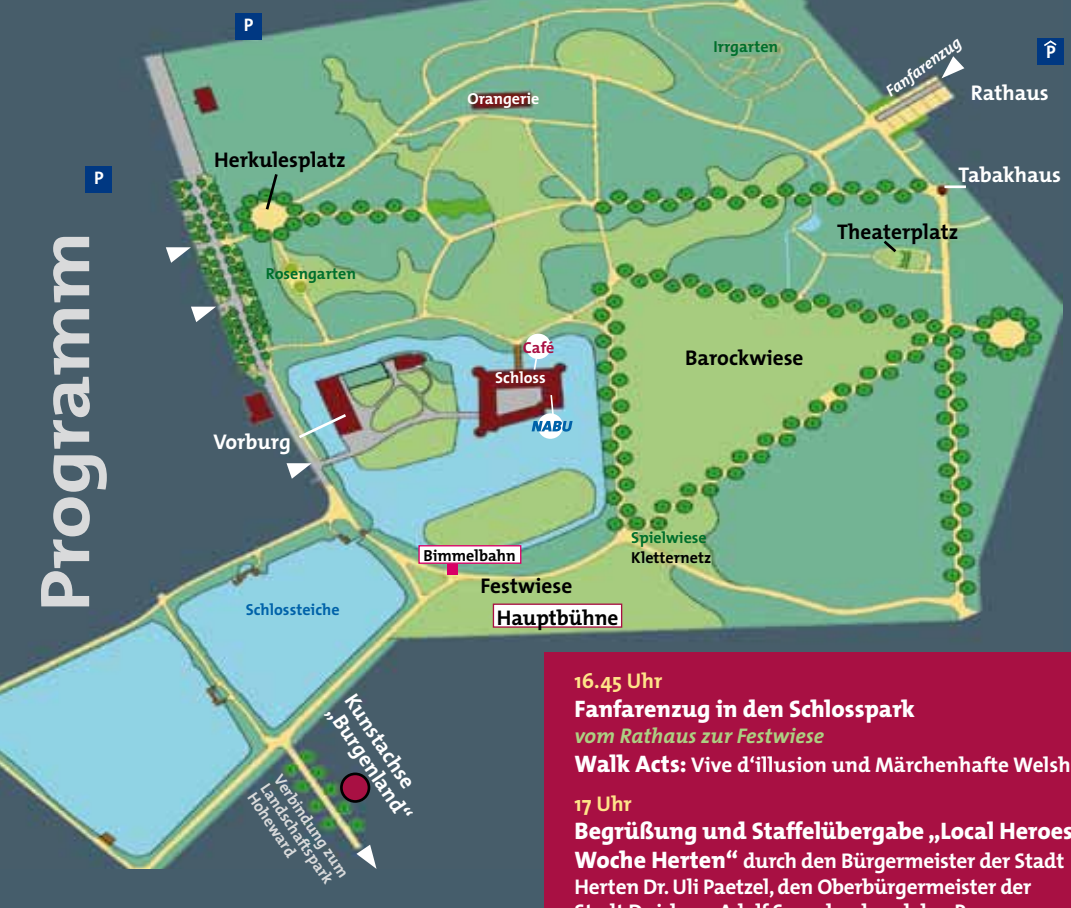 P
P
P
Programm
Irrgarten
Fanfarenzug
Rathaus
Orangerie
Herkulesplatz
Tabakhaus
Theaterplatz
Rosengarten
Café
Schloss
NABU
Barockwiese
Vorburg
Spielwiese
Kletternetz
Bimmelbahn
Festwiese
Hauptbühne
Schlossteiche
Kunstachse
„Burgenland“
Verbindung zum
Landschaftspark
Hoheward
16.45 Uhr
Fanfarenzug in den Schlosspark
vom Rathaus zur Festwiese
Walk Acts: Vive d‘illusion und Märchenhafte Welsh
17 Uhr
Begrüßung und Staffelübergabe „Local Heroes
Woche Herten“ durch den Bürgermeister der Stadt
Herten Dr. Uli Paetzel, den Oberbürgermeister der